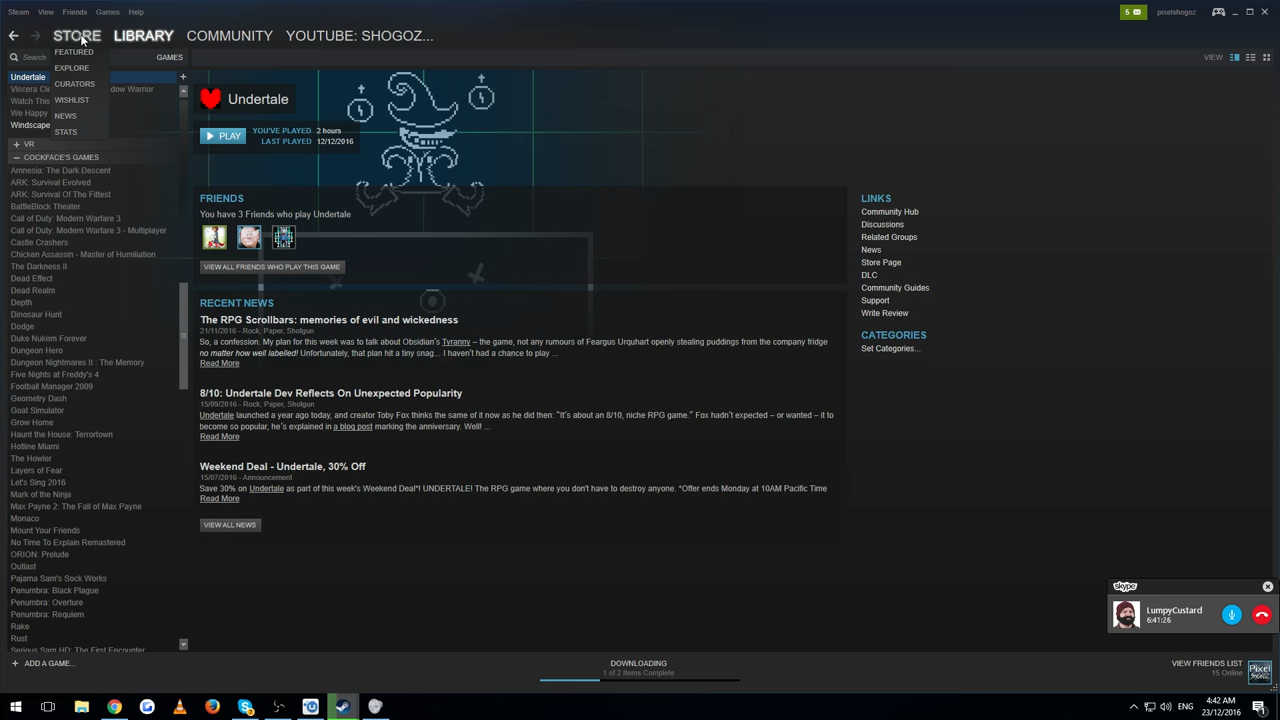 Steam View Friends Games Help
5
pixelshogoz
STORE LIBRARY COMMUNITY YOUTUBE: SHOGOZ...
FEATURED
EXPLORE
CURATORS
WISHLIST
NEWS
STATS
Search
GAMES
VIEW
Undertale
Viscera Cle
dow Warrior
Watch This
We Happy
Windscape
VR
COCKFACE'S GAMES
Amnesia: The Dark Descent
ARK: Survival Evolved
ARK: Survival Of The Fittest
BattleBlock Theater
Call of Duty: Modern Warfare 3
Call of Duty: Modern Warfare 3 - Multiplayer
Castle Crashers
Chicken Assassin - Master of Humiliation
The Darkness II
Dead Effect
Dead Realm
Depth
Dinosaur Hunt
Dodge
Duke Nukem Forever
Dungeon Hero
Dungeon Nightmares II : The Memory
Five Nights at Freddy's 4
Football Manager 2009
Geometry Dash
Goat Simulator
Grow Home
Haunt the House: Terrortown
Hotline Miami
The Howler
Layers of Fear
Let's Sing 2016
Mark of the Ninja
Max Payne 2: The Fall of Max Payne
Monaco
Mount Your Friends
No Time To Explain Remastered
ORION: Prelude
Outlast
Pajama Sam's Sock Works
Penumbra: Black Plague
Penumbra: Overture
Penumbra: Requiem
Rake
Rust
Serious Sam HD: The First Encounter
ADD A GAME...
Undertale
PLAY
YOU'VE PLAYED 2 hours
LAST PLAYED 12/12/2016
FRIENDS
You have 3 Friends who play Undertale
VIEW ALL FRIENDS WHO PLAY THIS GAME
RECENT NEWS
The RPG Scrollbars: memories of evil and wickedness
21/11/2016 - Rock, Paper, Shotgun
So, a confession. My plan for this week was to talk about Obsidian's Tyranny – the game, not any rumours of Feargus Urquhart openly stealing puddings from the company fridge
no matter how well labelled! Unfortunately, that plan hit a tiny snag... I haven't had a chance to play ...
Read More
8/10: Undertale Dev Reflects On Unexpected Popularity
15/09/2016 - Rock, Paper, Shotgun
Undertale launched a year ago today, and creator Toby Fox thinks the same of it now as he did then: "It's about an 8/10, niche RPG game." Fox hadn't expected – or wanted – it to
become so popular, he's explained in a blog post marking the anniversary. Well! ...
Read More
Weekend Deal - Undertale, 30% Off
15/07/2016 - Announcement
Save 30% on Undertale as part of this week's Weekend Deal*! UNDERTALE! The RPG game where you don't have to destroy anyone. *Offer ends Monday at 10AM Pacific Time
Read More
VIEW ALL NEWS
LINKS
Community Hub
Discussions
Related Groups
News
Store Page
DLC
Community Guides
Support
Write Review
CATEGORIES
Set Categories...
skype
LumpyCustard
6:41:26
DOWNLOADING
1 of 2 Items Complete
VIEW FRIENDS LIST
15 Online
Pixel
SHOGOZ
ENG
4:42 AM
23/12/2016
1